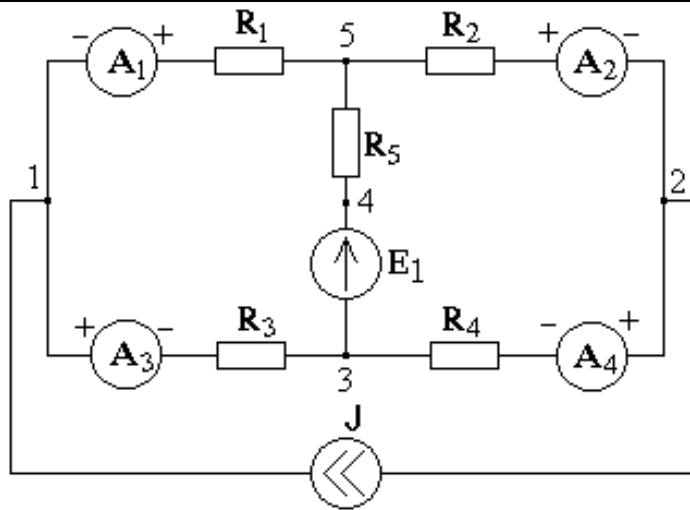 R₁ 5 R₂
- + + -
A₁ A₂
R₅
1 2
4
E₁
R₃ R₄
+ - - +
A₃ A₄
3
J